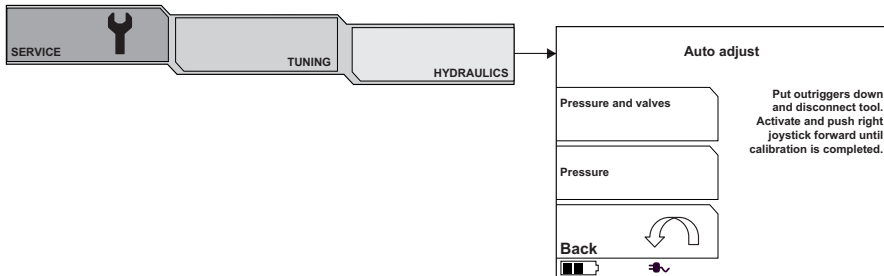 SERVICE
TUNING
HYDRAULICS
Auto adjust
Pressure and valves
Put outriggers down
and disconnect tool.
Activate and push right
joystick forward until
calibration is completed.
Pressure
Back